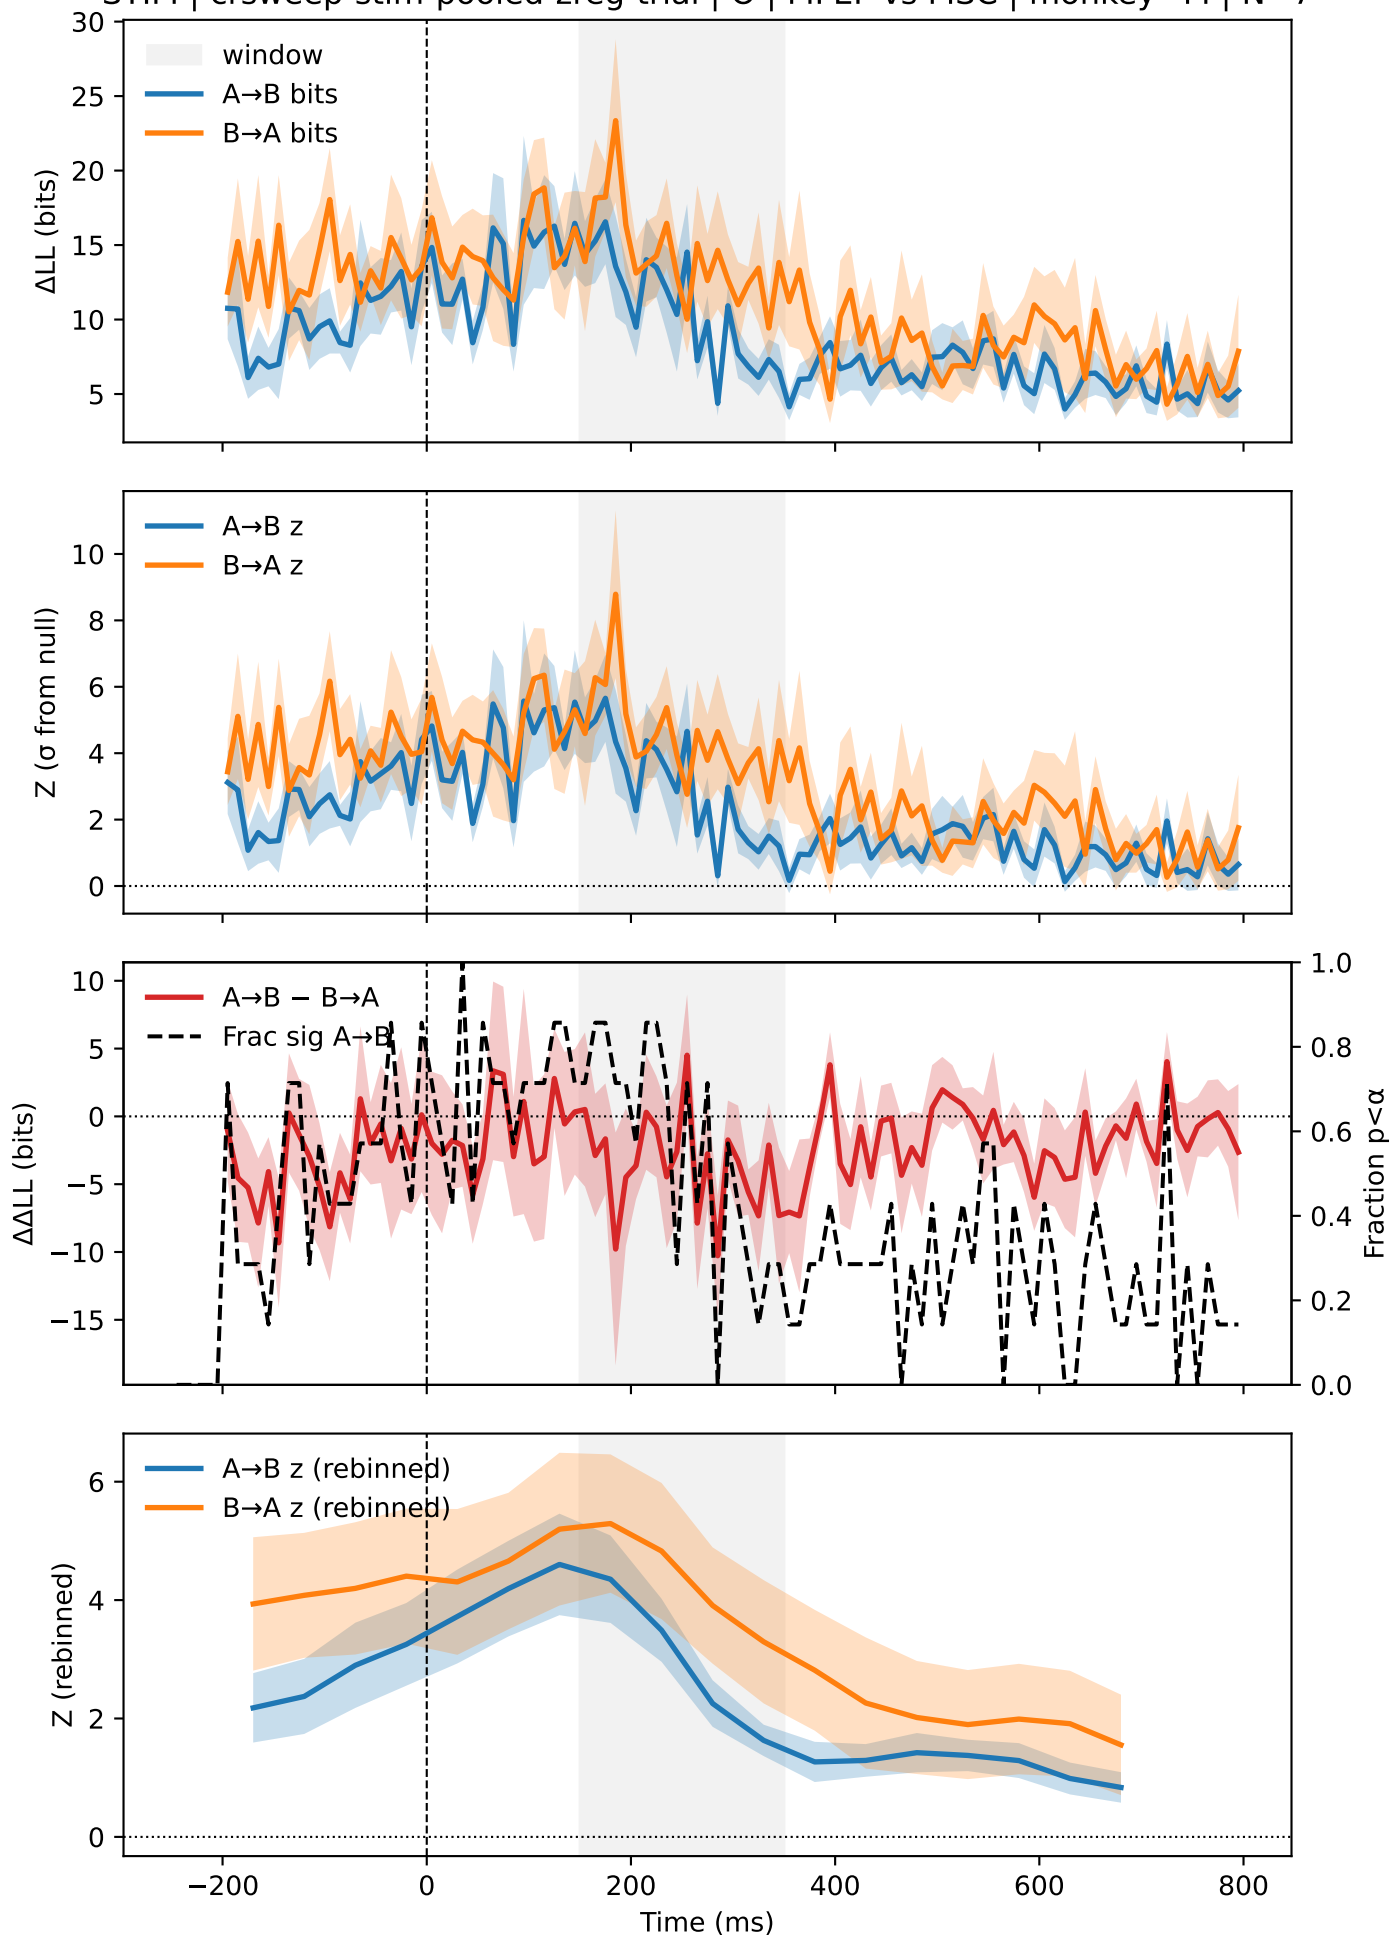 30
25
20
15
10
5
ΔLL (bits)
window
A→B bits
B→A bits
10
8
6
4
2
0
Z (σ from null)
A→B z
B→A z
10
5
0
−5
−10
−15
ΔΔLL (bits)
A→B − B→A
Frac sig A→B
1.0
0.8
0.6
0.4
0.2
0.0
Fraction p<α
6
4
2
0
Z (rebinned)
A→B z (rebinned)
B→A z (rebinned)
−200 0 200 400 600 800
Time (ms)